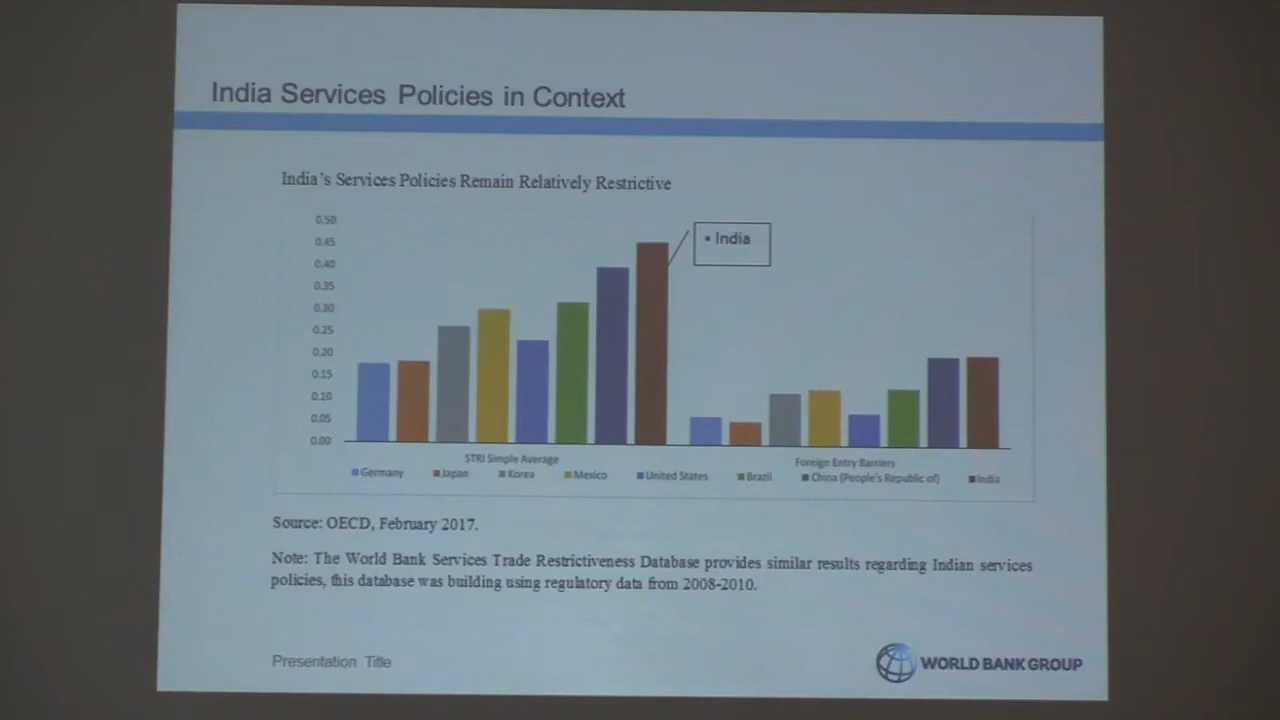 India Services Policies in Context
India's Services Policies Remain Relatively Restrictive
0.50
0.45
0.40
0.35
0.30
0.25
0.20
0.15
0.10
0.05
0.00
• India
STRI Simple Average
Foreign Entry Barriers
Germany Japan Korea Mexico United States Brazil China (People's Republic of) India
Source: OECD, February 2017.
Note: The World Bank Services Trade Restrictiveness Database provides similar results regarding Indian services
policies, this database was building using regulatory data from 2008-2010.
Presentation Title
WORLD BANK GROUP